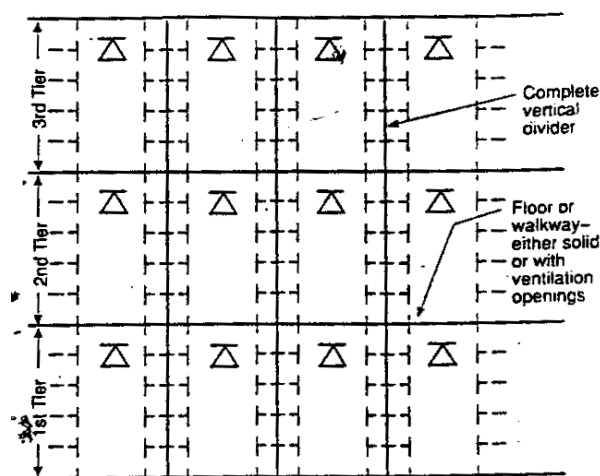 3rd Tier
Complete
vertical
divider
2nd Tier
Floor or
walkway–
either solid
or with
ventilation
openings
1st Tier